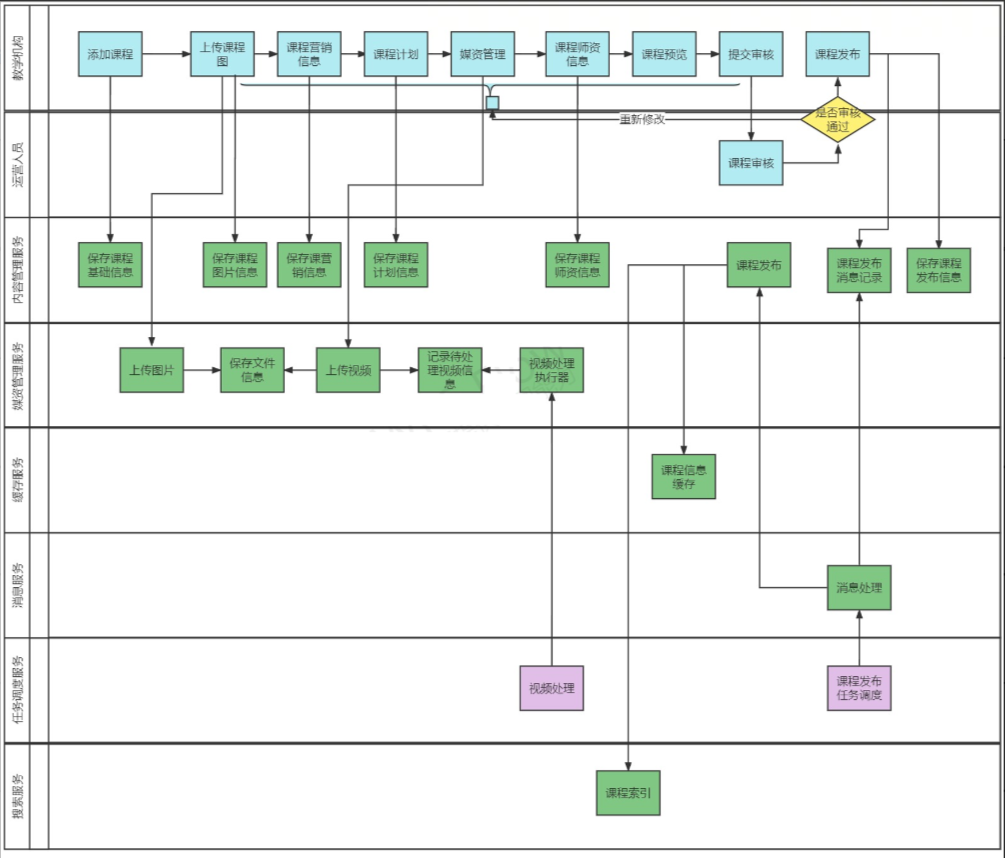 教学机构
添加课程
上传课程
图
课程营销
信息
课程计划
媒资管理
课程师资
信息
课程预览
提交审核
课程发布
运营人员
重新修改
是否审核
通过
课程审核
内容管理服务
保存课程
基础信息
保存课程
图片信息
保存课营
销信息
保存课程
计划信息
保存课程
师资信息
课程发布
课程发布
消息记录
保存课程
发布信息
媒资管理服务
上传图片
保存文件
信息
上传视频
记录待处
理视频信
息
视频处理
执行器
缓存服务
课程信息
缓存
消息服务
消息处理
任务调度服务
视频处理
课程发布
任务调度
搜索服务
课程索引